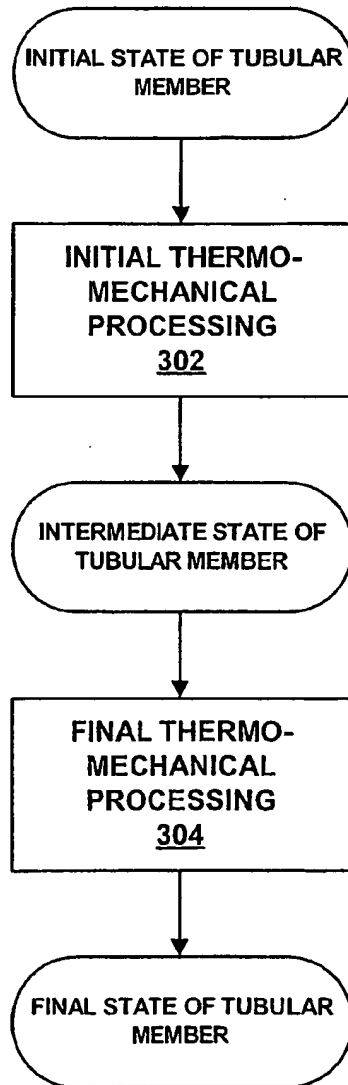 INITIAL STATE OF TUBULAR
MEMBER
INITIAL THERMO-
MECHANICAL
PROCESSING
302
INTERMEDIATE STATE OF
TUBULAR MEMBER
FINAL THERMO-
MECHANICAL
PROCESSING
304
FINAL STATE OF TUBULAR
MEMBER